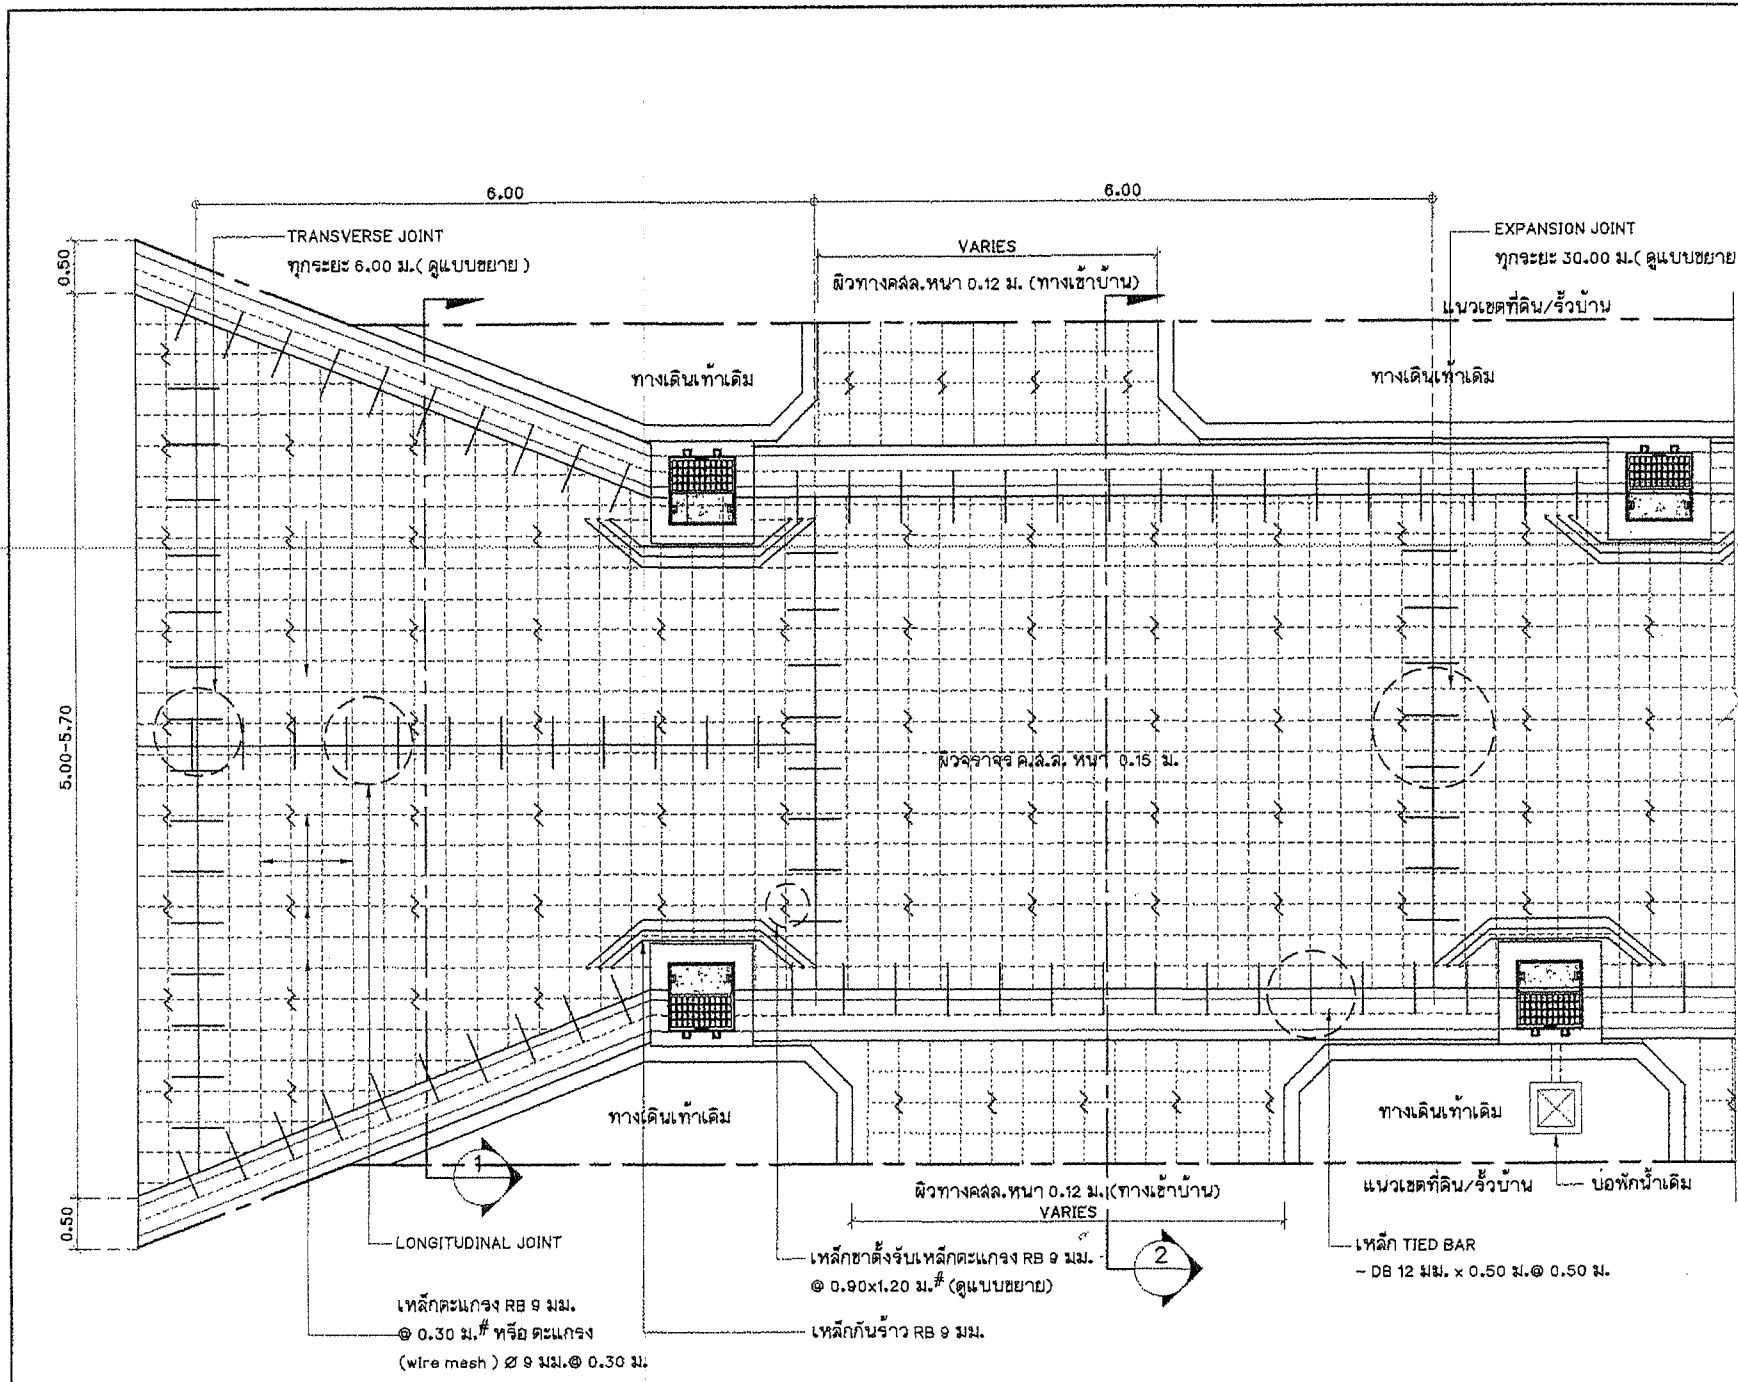 6.00
6.00
TRANSVERSE JOINT
ทุกระยะ 6.00 ม.( ดูแบบขยาย )
VARIES
ผิวทางคสล.หนา 0.12 ม. (ทางเข้าบ้าน)
EXPANSION JOINT
ทุกระยะ 30.00 ม.( ดูแบบขยาย
แนวเขตที่ดิน/รั้วบ้าน
0.50
ทางเดินเท้าเดิม
ทางเดินเท้าเดิม
5.00-5.70
ผิวจราจร ค.ส.ล. หนา 0.15 ม.
ทางเดินเท้าเดิม
ทางเดินเท้าเดิม
1
0.50
ผิวทางคสล.หนา 0.12 ม.(ทางเข้าบ้าน)
VARIES
แนวเขตที่ดิน/รั้วบ้าน
บ่อพักน้ำเดิม
LONGITUDINAL JOINT
เหล็กขาตั้งรับเหล็กตะแกรง RB 9 มม.
@ 0.90x1.20 ม.# (ดูแบบขยาย)
2
เหล็ก TIED BAR
- DB 12 มม. x 0.50 ม.@ 0.50 ม.
เหล็กตะแกรง RB 9 มม.
@ 0.30 ม.# หรือ ตะแกรง
(wire mesh ) Ø 9 มม.@ 0.30 ม.
เหล็กกันร้าว RB 9 มม.